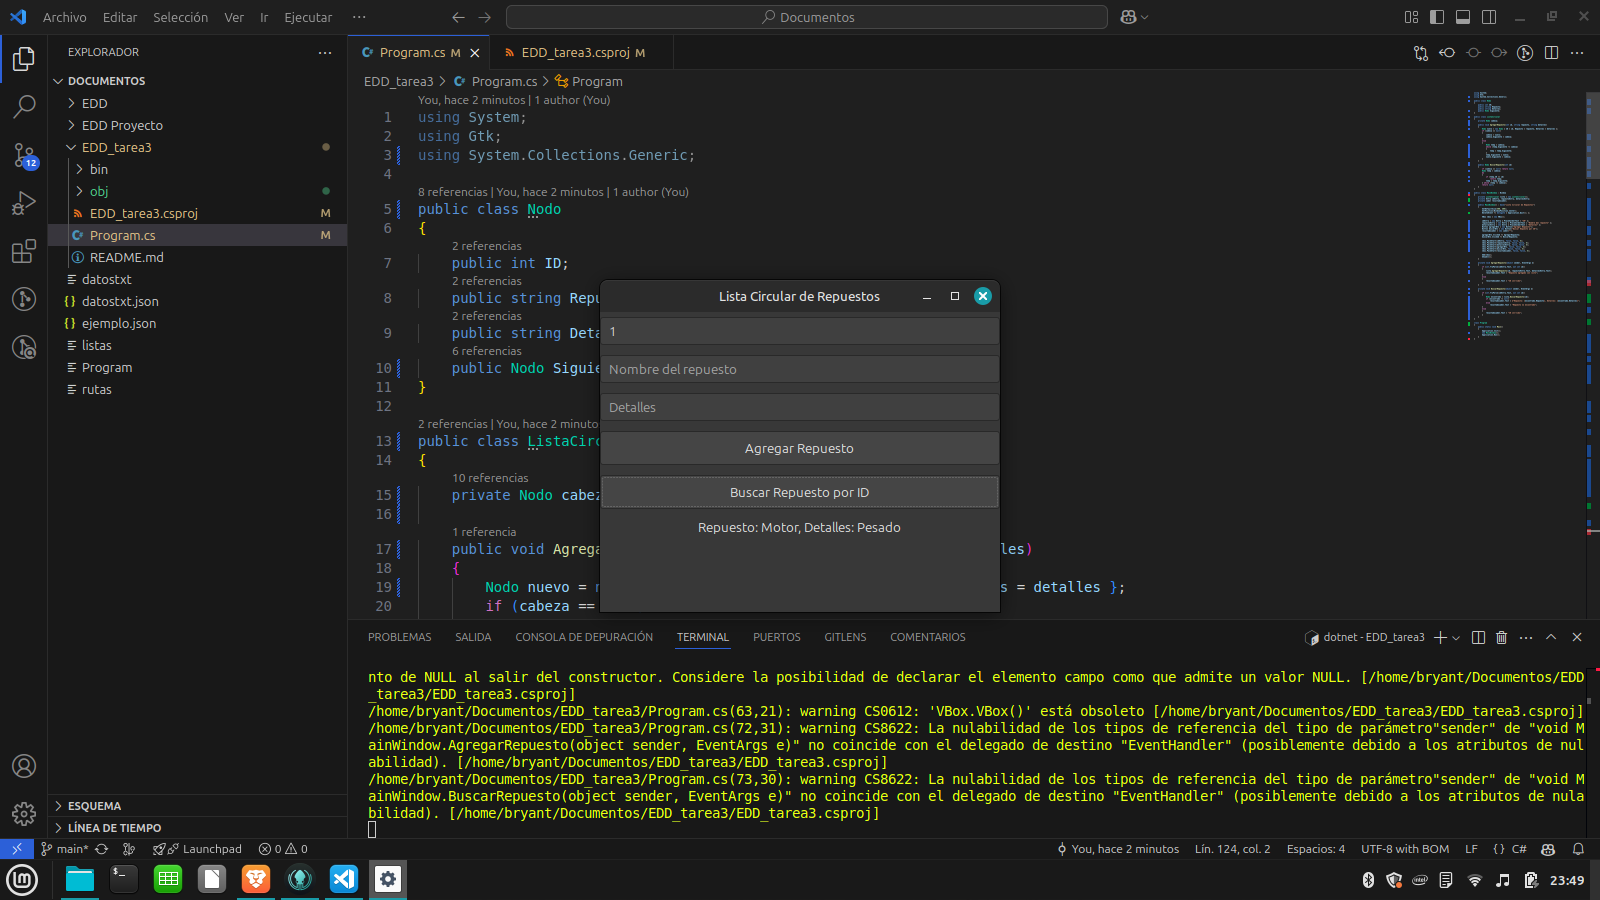 Archivo Editar Selección Ver Ir Ejecutar ··· Documentos
EXPLORADOR ···
DOCUMENTOS
EDD
EDD Proyecto
EDD_tarea3
bin
obj
EDD_tarea3.csproj M
Program.cs M
README.md
datostxt
datostxt.json
ejemplo.json
listas
Program
rutas
ESQUEMA
LÍNEA DE TIEMPO
Program.cs M EDD_tarea3.csproj M
EDD_tarea3 > Program.cs > Program
You, hace 2 minutos | 1 author (You)
1 using System;
2 using Gtk;
3 using System.Collections.Generic;
4
8 referencias | You, hace 2 minutos | 1 author (You)
5 public class Nodo
6 {
2 referencias
7 public int ID;
2 referencias
8 public string Repu
2 referencias
9 public string Deta
6 referencias
10 public Nodo Siguie
11 }
12
2 referencias | You, hace 2 minuto
13 public class ListaCirc
14 {
10 referencias
15 private Nodo cabez
16
1 referencia
17 public void Agrega les)
18 {
19 Nodo nuevo = n s = detalles };
20 if (cabeza ==
Lista Circular de Repuestos
1
Nombre del repuesto
Detalles
Agregar Repuesto
Buscar Repuesto por ID
Repuesto: Motor, Detalles: Pesado
PROBLEMAS SALIDA CONSOLA DE DEPURACIÓN TERMINAL PUERTOS GITLENS COMENTARIOS dotnet - EDD_tarea3
nto de NULL al salir del constructor. Considere la posibilidad de declarar el elemento campo como que admite un valor NULL. [/home/bryant/Documentos/EDD
_tarea3/EDD_tarea3.csproj]
/home/bryant/Documentos/EDD_tarea3/Program.cs(63,21): warning CS0612: 'VBox.VBox()' está obsoleto [/home/bryant/Documentos/EDD_tarea3/EDD_tarea3.csproj]
/home/bryant/Documentos/EDD_tarea3/Program.cs(72,31): warning CS8622: La nulabilidad de los tipos de referencia del tipo de parámetro"sender" de "void M
ainWindow.AgregarRepuesto(object sender, EventArgs e)" no coincide con el delegado de destino "EventHandler" (posiblemente debido a los atributos de nul
abilidad). [/home/bryant/Documentos/EDD_tarea3/EDD_tarea3.csproj]
/home/bryant/Documentos/EDD_tarea3/Program.cs(73,30): warning CS8622: La nulabilidad de los tipos de referencia del tipo de parámetro"sender" de "void M
ainWindow.BuscarRepuesto(object sender, EventArgs e)" no coincide con el delegado de destino "EventHandler" (posiblemente debido a los atributos de nula
bilidad). [/home/bryant/Documentos/EDD_tarea3/EDD_tarea3.csproj]
12
main* Launchpad 0 0 You, hace 2 minutos Lín. 124, col. 2 Espacios: 4 UTF-8 with BOM LF {} C#
23:49